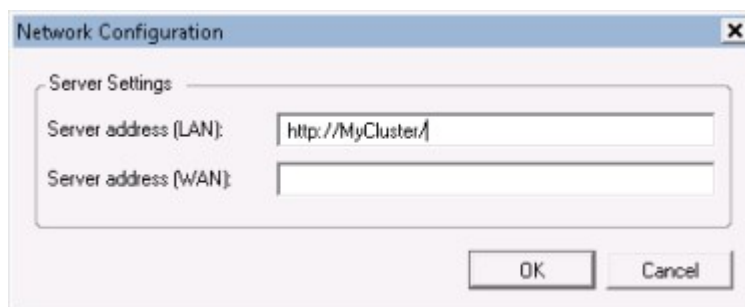 Network Configuration
Server Settings
Server address (LAN): http://MyCluster/
Server address (WAN):
OK Cancel